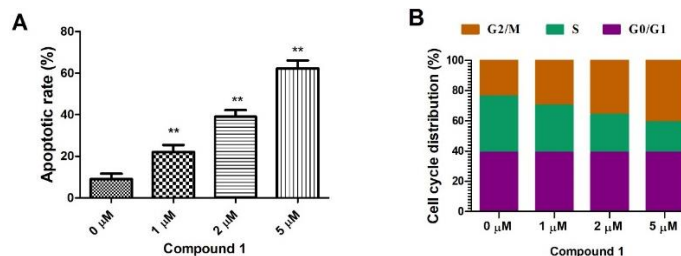 A
Apoptotic rate (%)
80
60
40
20
0
**
**
**
0 µM
1 µM
2 µM
5 µM
Compound 1
B
G2/M
S
G0/G1
Cell cycle distribution (%)
100
80
60
40
20
0
0 µM
1 µM
2 µM
5 µM
Compound 1